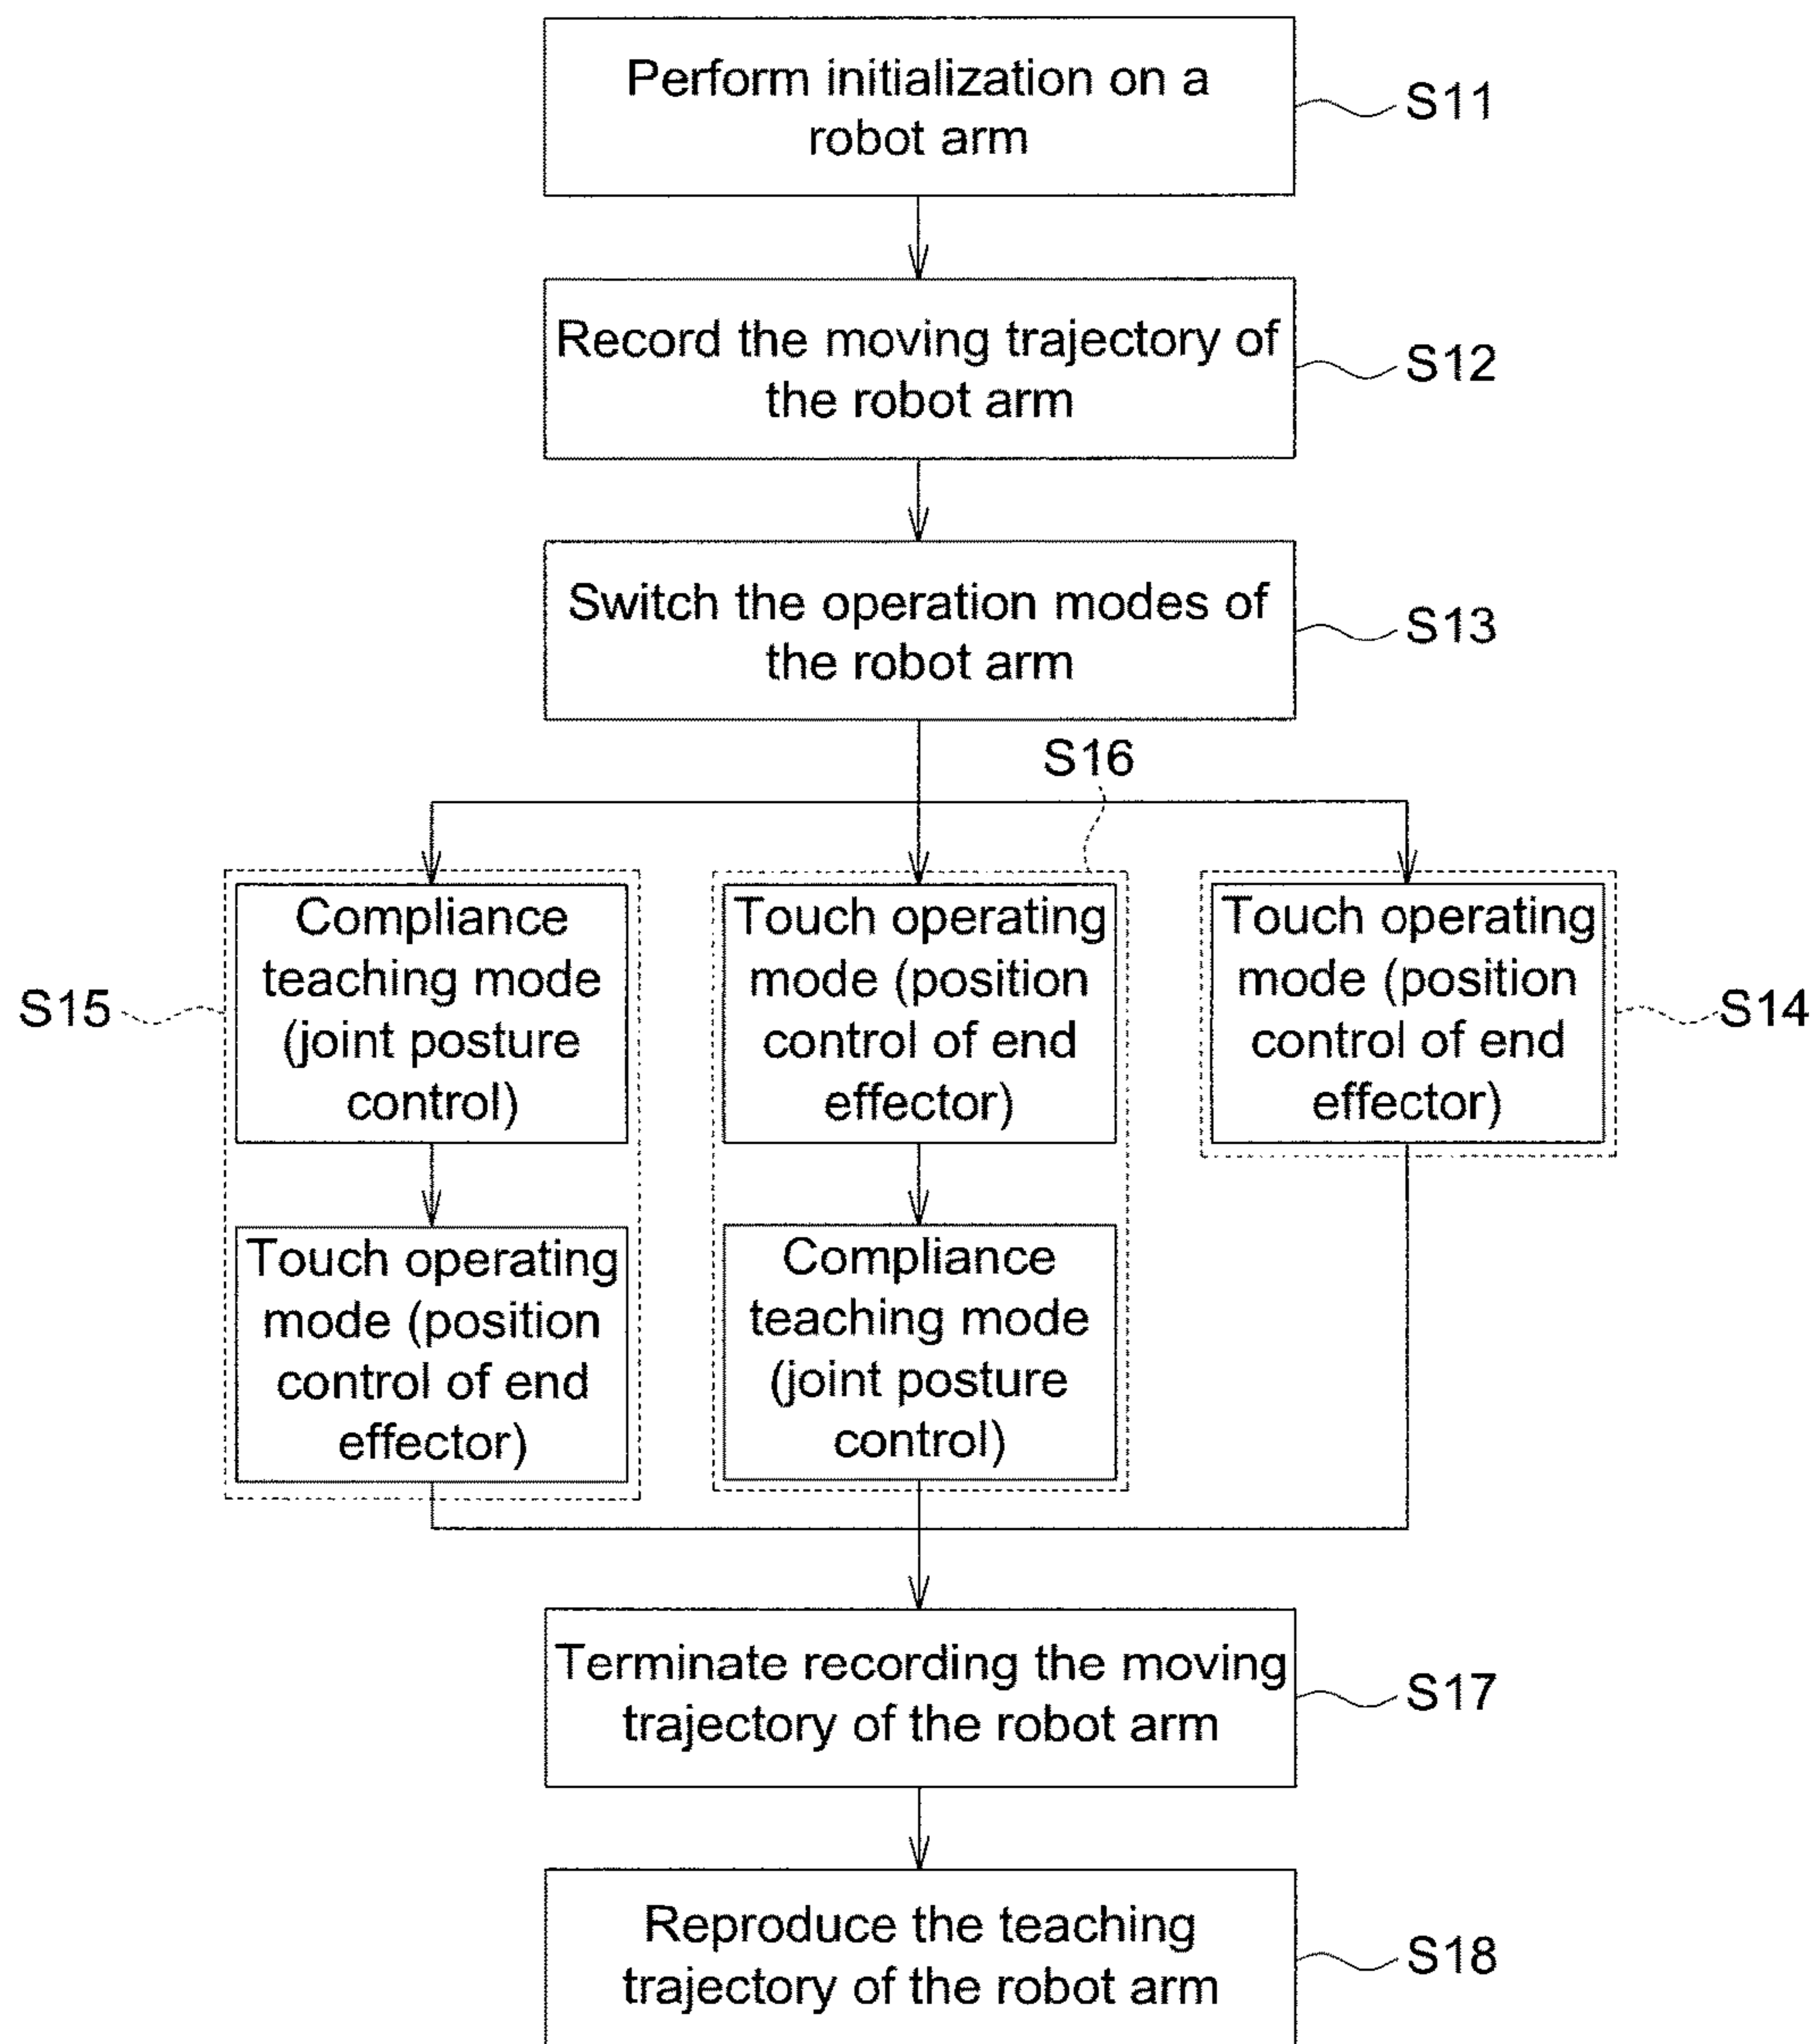 Perform initialization on a
robot arm
S11
Record the moving trajectory of
the robot arm
S12
Switch the operation modes of
the robot arm
S13
S16
S15
Compliance
teaching mode
(joint posture
control)
Touch operating
mode (position
control of end
effector)
Touch operating
mode (position
control of end
effector)
Compliance
teaching mode
(joint posture
control)
Touch operating
mode (position
control of end
effector)
S14
Terminate recording the moving
trajectory of the robot arm
S17
Reproduce the teaching
trajectory of the robot arm
S18